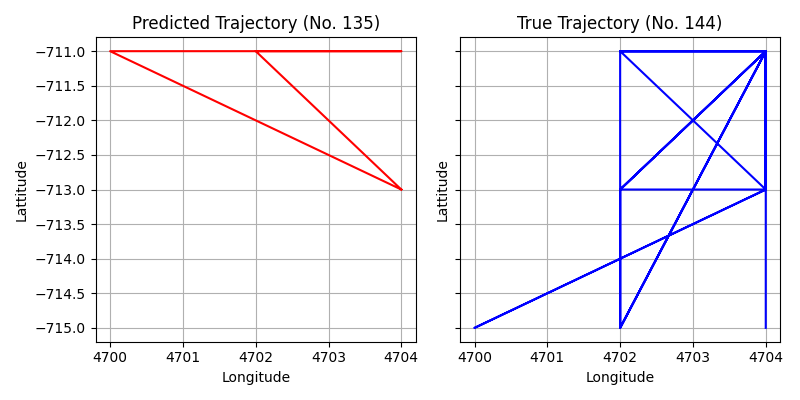 Predicted Trajectory (No. 135)
−711.0
−711.5
−712.0
−712.5
−713.0
−713.5
−714.0
−714.5
−715.0
Lattitude
4700 4701 4702 4703 4704
Longitude
True Trajectory (No. 144)
Lattitude
4700 4701 4702 4703 4704
Longitude